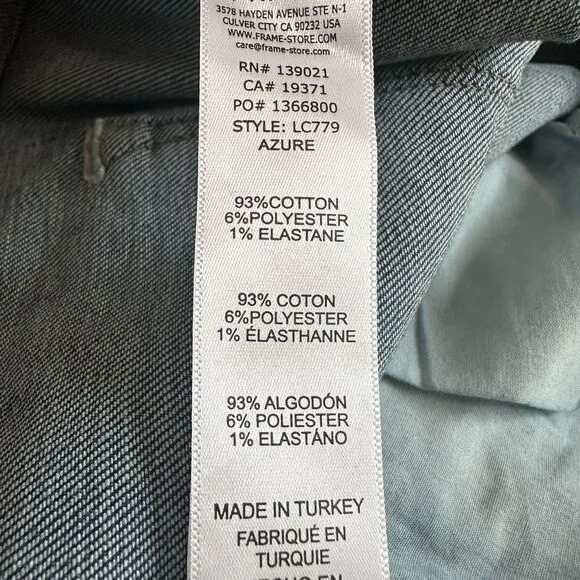 3578 HAYDEN AVENUE STE N-1
CULVER CITY CA 90232 USA
WWW.FRAME-STORE.COM
care@frame-store.com
RN# 139021
CA# 19371
PO# 1366800
STYLE: LC779
AZURE
93%COTTON
6%POLYESTER
1% ELASTANE
93% COTON
6%POLYESTER
1% ÉLASTHANNE
93% ALGODÓN
6% POLIESTER
1% ELASTÁNO
MADE IN TURKEY
FABRIQUÉ EN
TURQUIE